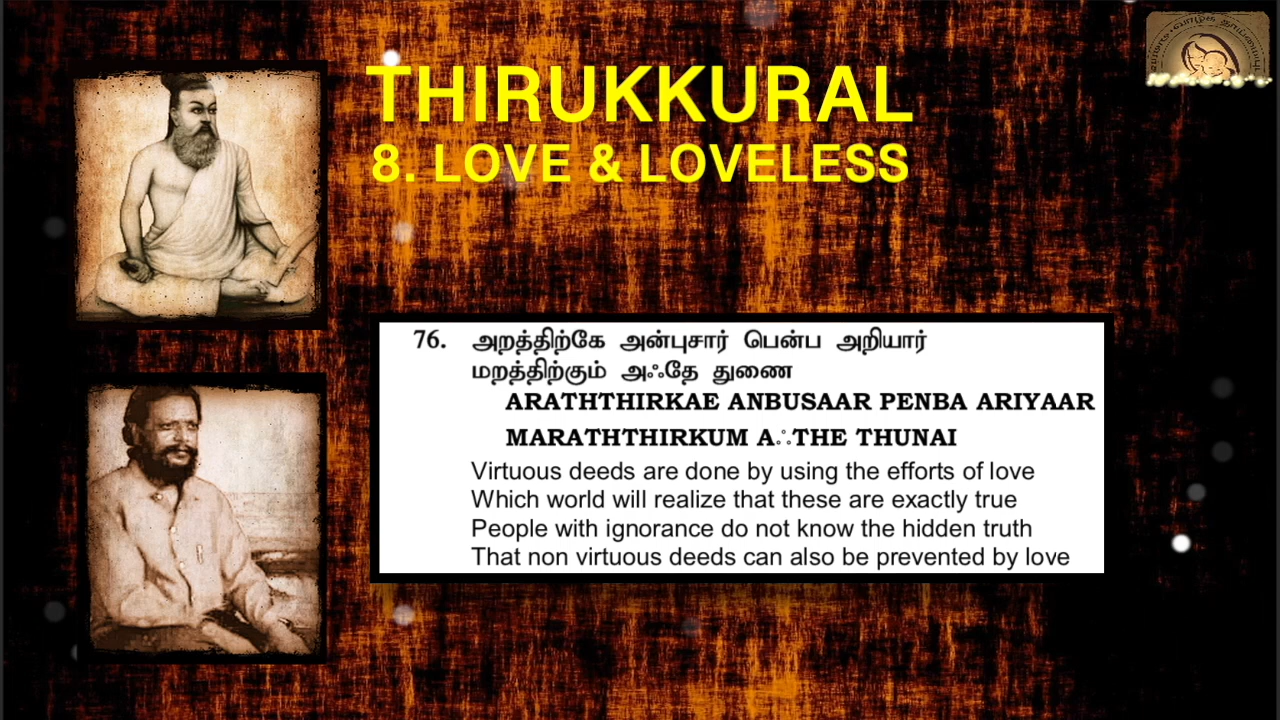 THIRUKKURAL
8. LOVE & LOVELESS
76. அறத்திற்கே அன்புசார் பென்ப அறியார்
மறத்திற்கும் அஃதே துணை
ARATHTHIRKAE ANBUSAAR PENBA ARIYAAR
MARATHTHIRKUM A∴THE THUNAI
Virtuous deeds are done by using the efforts of love
Which world will realize that these are exactly true
People with ignorance do not know the hidden truth
That non virtuous deeds can also be prevented by love